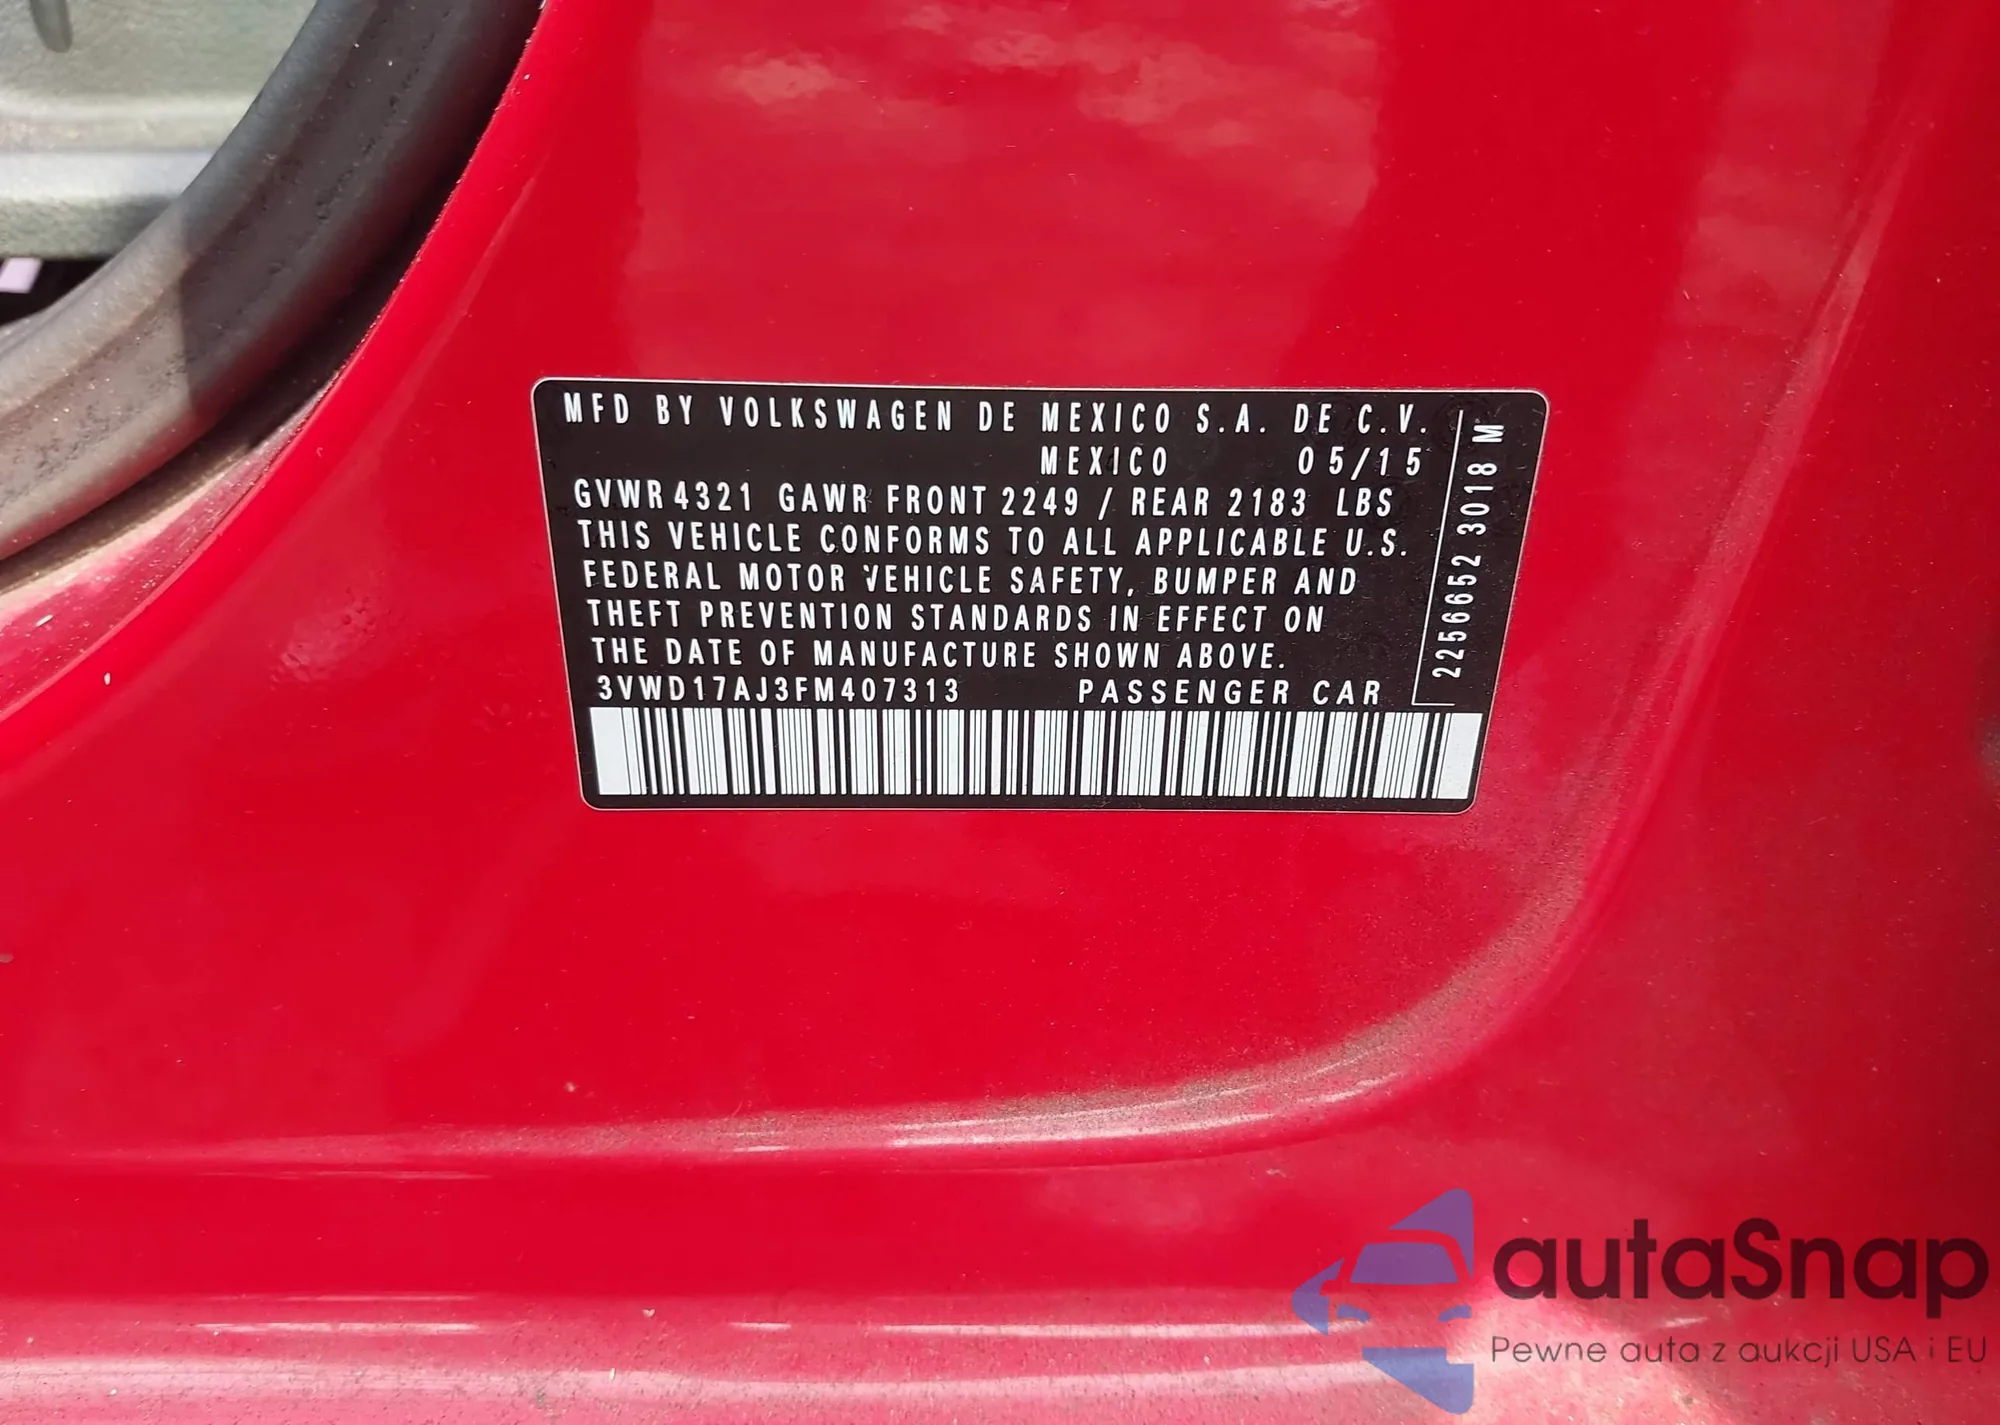 MFD BY VOLKSWAGEN DE MEXICO S.A. DE C.V.
MEXICO 05/15
GVWR 4321 GAWR FRONT 2249 / REAR 2183 LBS
THIS VEHICLE CONFORMS TO ALL APPLICABLE U.S.
FEDERAL MOTOR VEHICLE SAFETY, BUMPER AND
THEFT PREVENTION STANDARDS IN EFFECT ON
THE DATE OF MANUFACTURE SHOWN ABOVE.
3VWD17AJ3FM407313 PASSENGER CAR
2256652 3018 M
autaSnap
Pewne auta z aukcji USA i EU